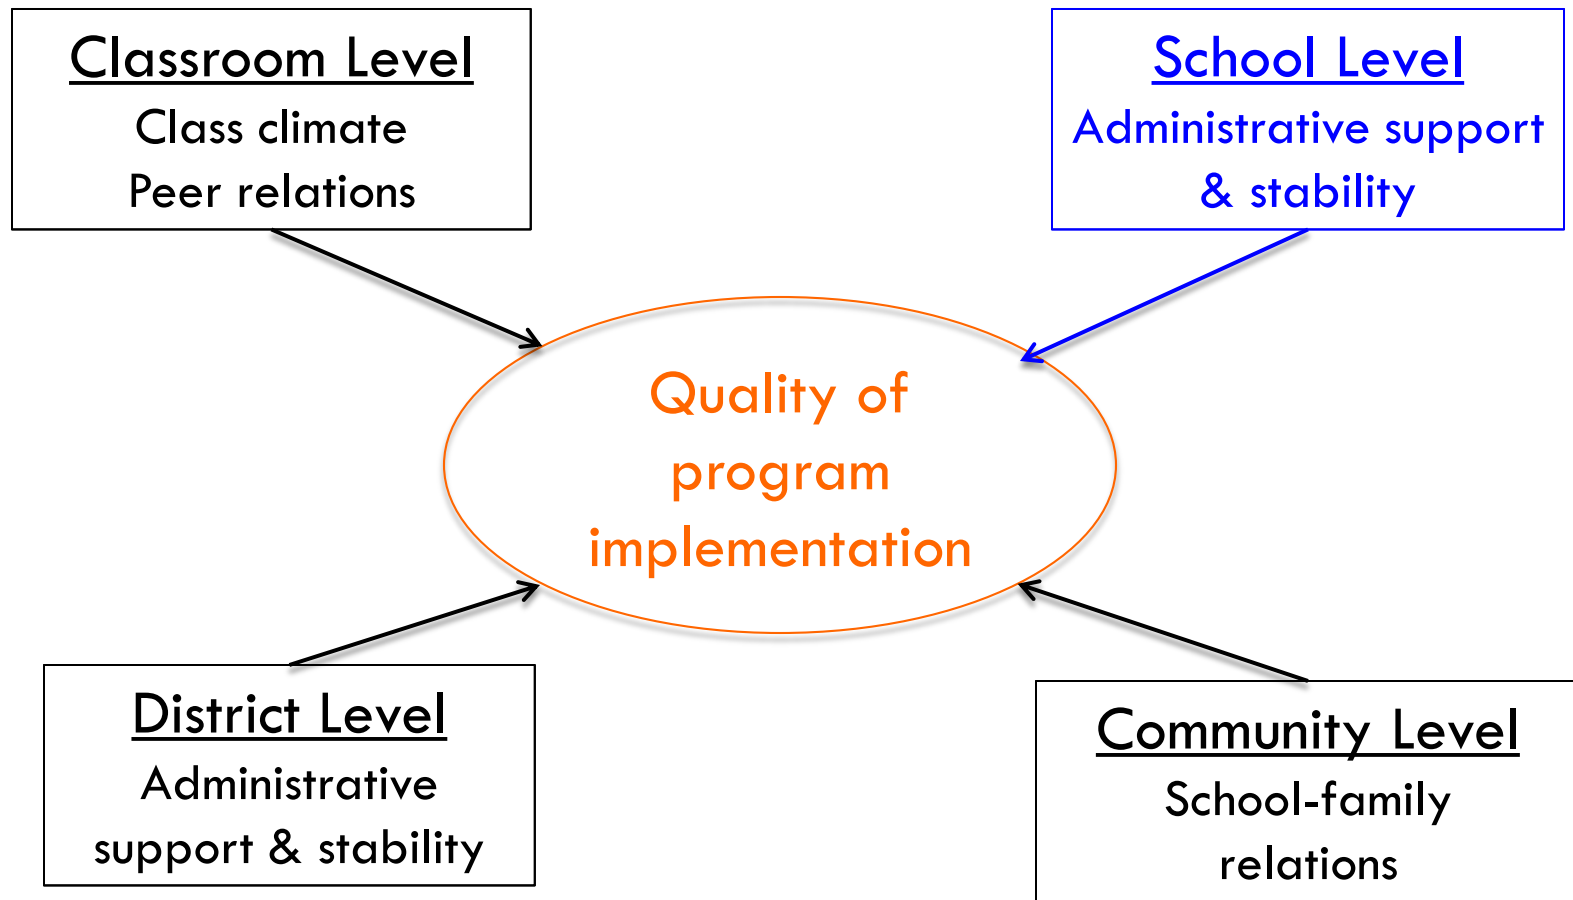 Classroom Level
Class climate
Peer relations
School Level
Administrative support
& stability
Quality of
program
implementation
District Level
Administrative
support & stability
Community Level
School-family
relations